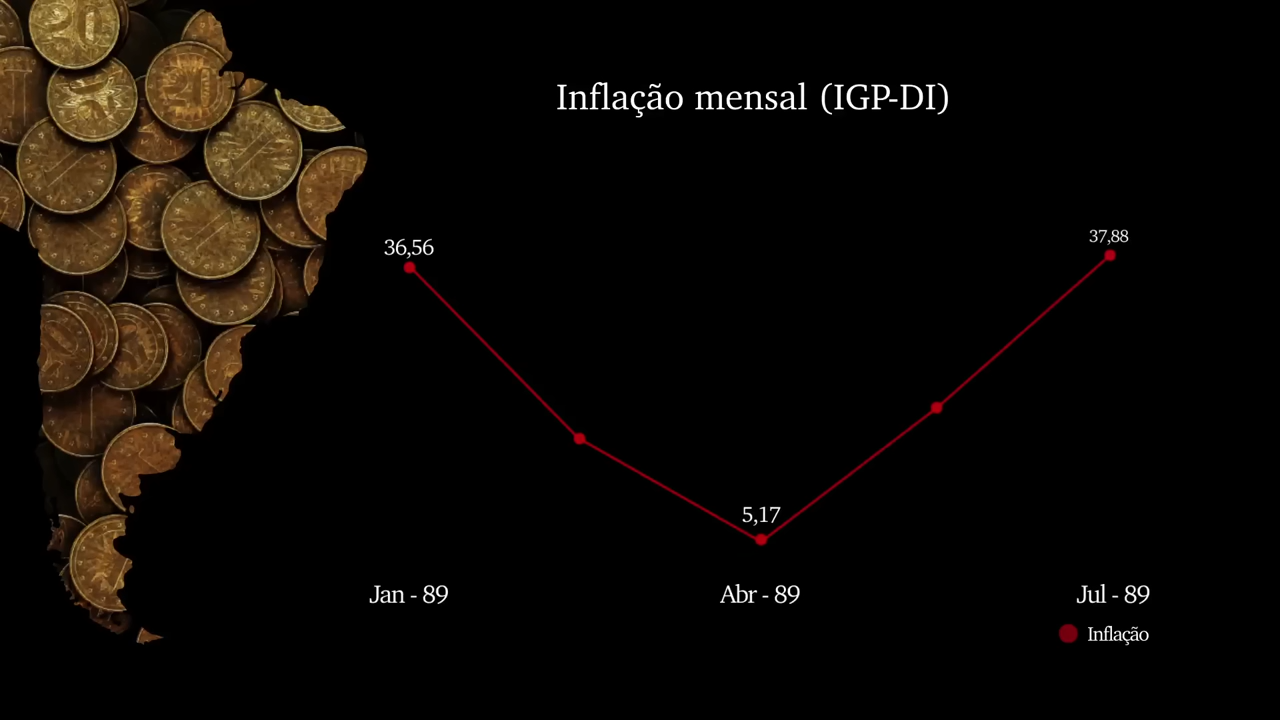 Inflação mensal (IGP-DI)
36,56
37,88
5,17
Jan - 89
Abr - 89
Jul - 89
Inflação